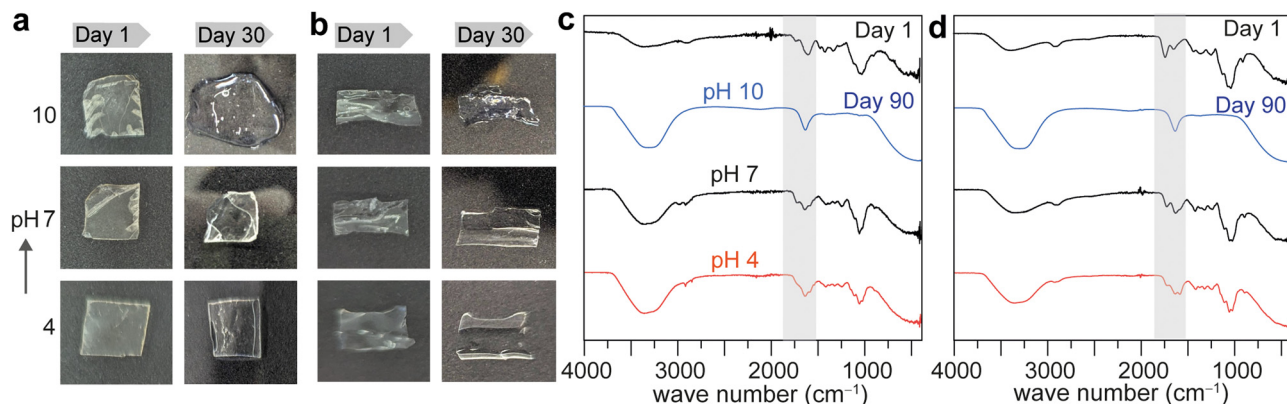 a
Day 1
Day 30
b
Day 1
Day 30
10
pH 7
4
c
Day 1
pH 10
Day 90
pH 7
pH 4
4000 3000 2000 1000
wave number (cm⁻¹)
d
Day 1
Day 90
4000 3000 2000 1000
wave number (cm⁻¹)